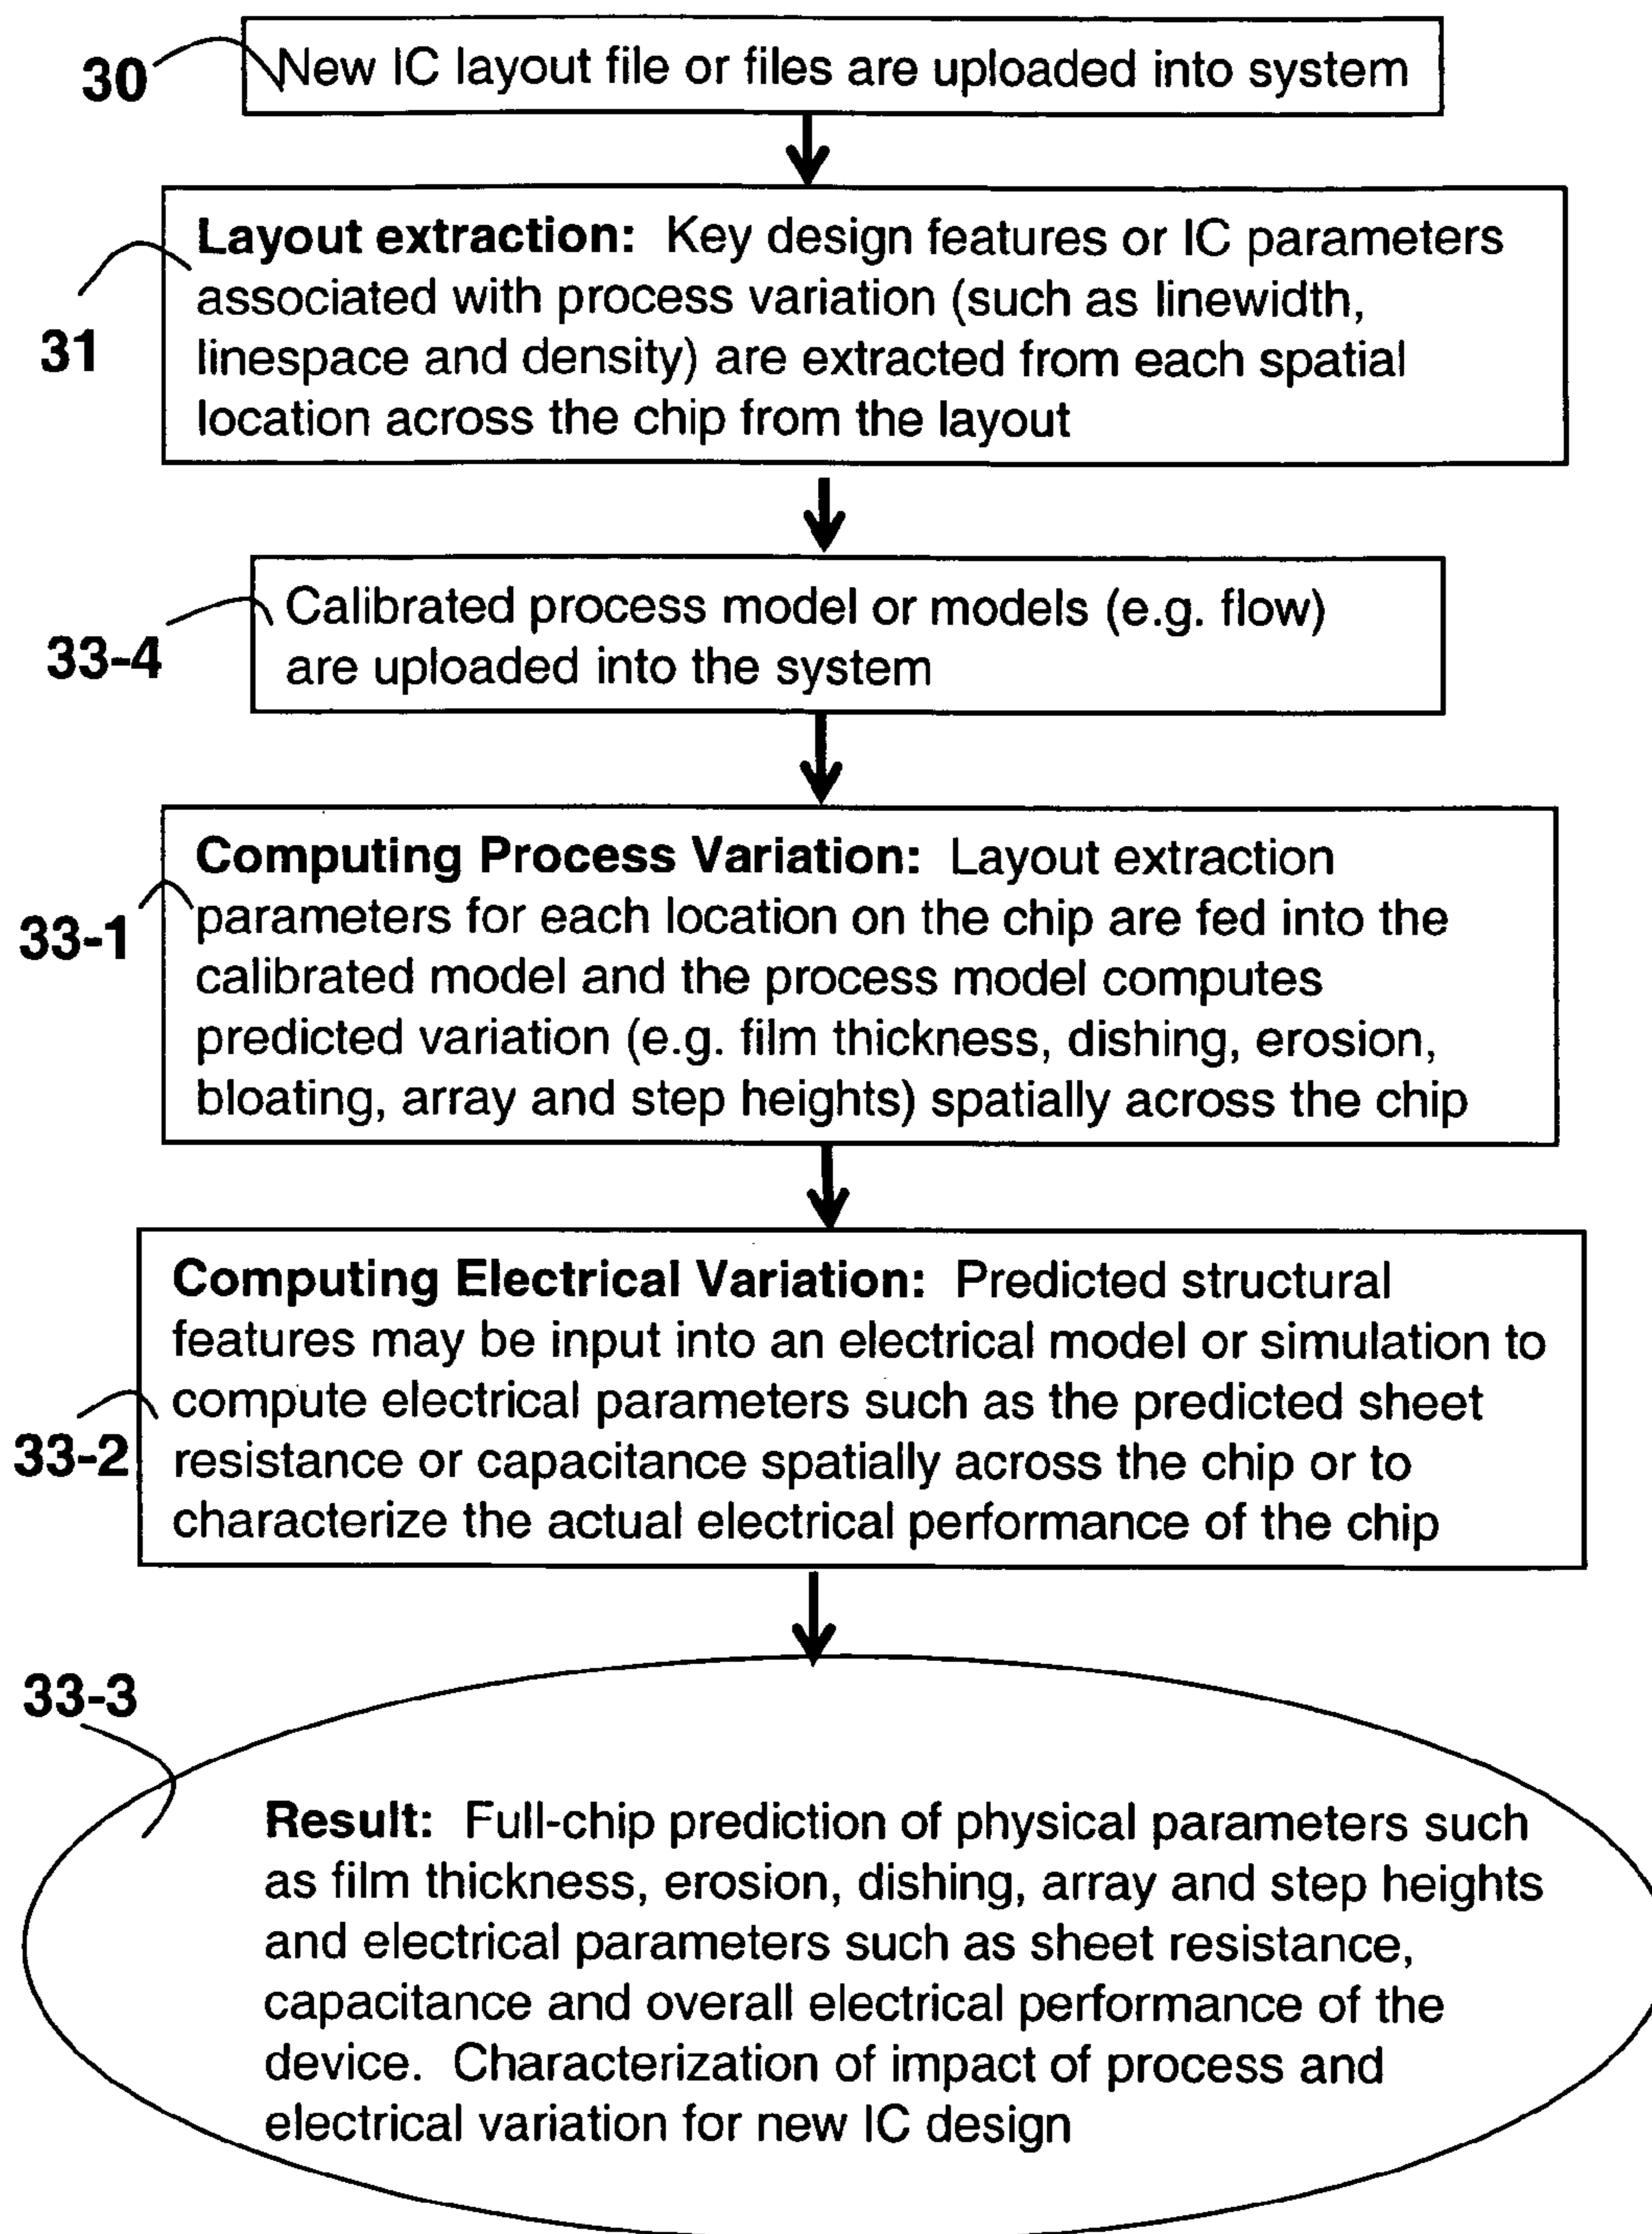 30
New IC layout file or files are uploaded into system
Layout extraction: Key design features or IC parameters
associated with process variation (such as linewidth,
linespace and density) are extracted from each spatial
location across the chip from the layout
31
Calibrated process model or models (e.g. flow)
are uploaded into the system
33-4
Computing Process Variation: Layout extraction
parameters for each location on the chip are fed into the
calibrated model and the process model computes
predicted variation (e.g. film thickness, dishing, erosion,
bloating, array and step heights) spatially across the chip
33-1
Computing Electrical Variation: Predicted structural
features may be input into an electrical model or simulation to
compute electrical parameters such as the predicted sheet
resistance or capacitance spatially across the chip or to
characterize the actual electrical performance of the chip
33-2
33-3
Result: Full-chip prediction of physical parameters such
as film thickness, erosion, dishing, array and step heights
and electrical parameters such as sheet resistance,
capacitance and overall electrical performance of the
device. Characterization of impact of process and
electrical variation for new IC design